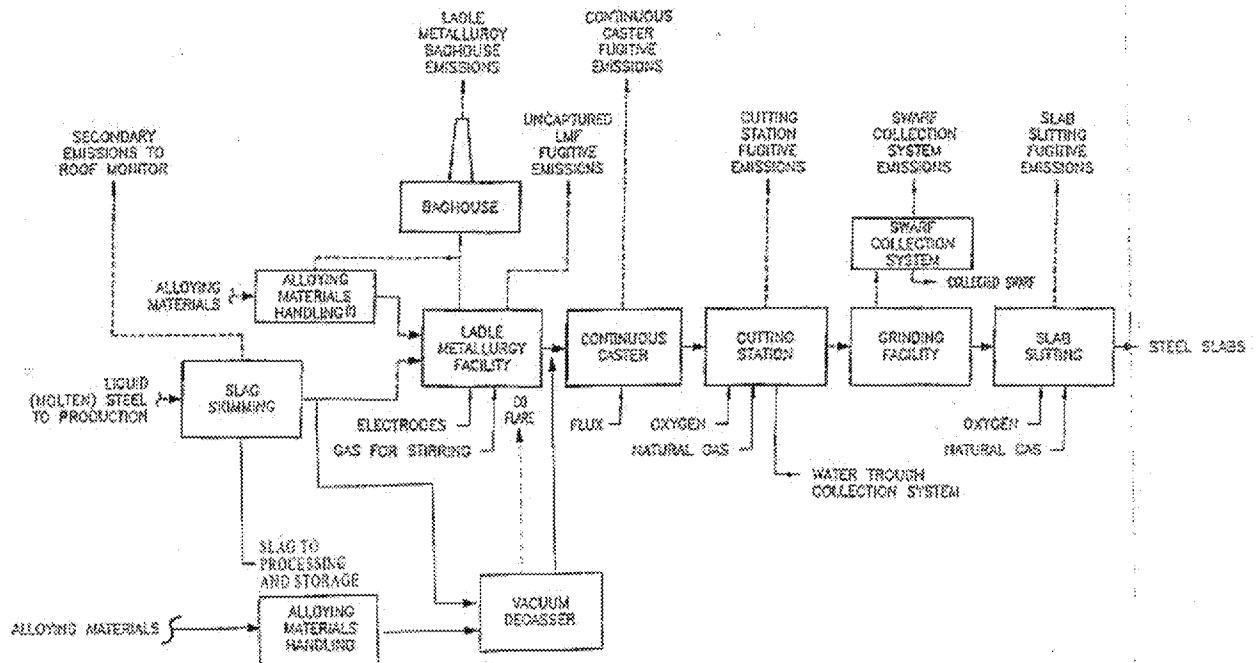 LADLE
METALLURGY
BAGHOUSE
EMISSIONS
CONTINUOUS
CASTER
FUGITIVE
EMISSIONS
SECONDARY
EMISSIONS TO
ROOF MONITOR
UNCAPTURED
LMF
FUGITIVE
EMISSIONS
CUTTING
STATION
FUGITIVE
EMISSIONS
SWARF
COLLECTION
SYSTEM
EMISSIONS
SLAB
SLITTING
FUGITIVE
EMISSIONS
BAGHOUSE
SWARF
COLLECTION
SYSTEM
COLLECTED SWARF
ALLOYING
MATERIALS
ALLOYING
MATERIALS
HANDLING
LADLE
METALLURGY
FACILITY
CONTINUOUS
CASTER
CUTTING
STATION
GRINDING
FACILITY
SLAB
SLITTING
STEEL SLABS
LIQUID
(MOLTEN) STEEL
TO PRODUCTION
SLAG
SKIMMING
ELECTRODES
GAS FOR STIRRING
CO
FLARE
FLUX
OXYGEN
NATURAL GAS
WATER TROUGH
COLLECTION SYSTEM
OXYGEN
NATURAL GAS
SLAG TO
PROCESSING
AND STORAGE
ALLOYING MATERIALS
ALLOYING
MATERIALS
HANDLING
VACUUM
DEGASSER